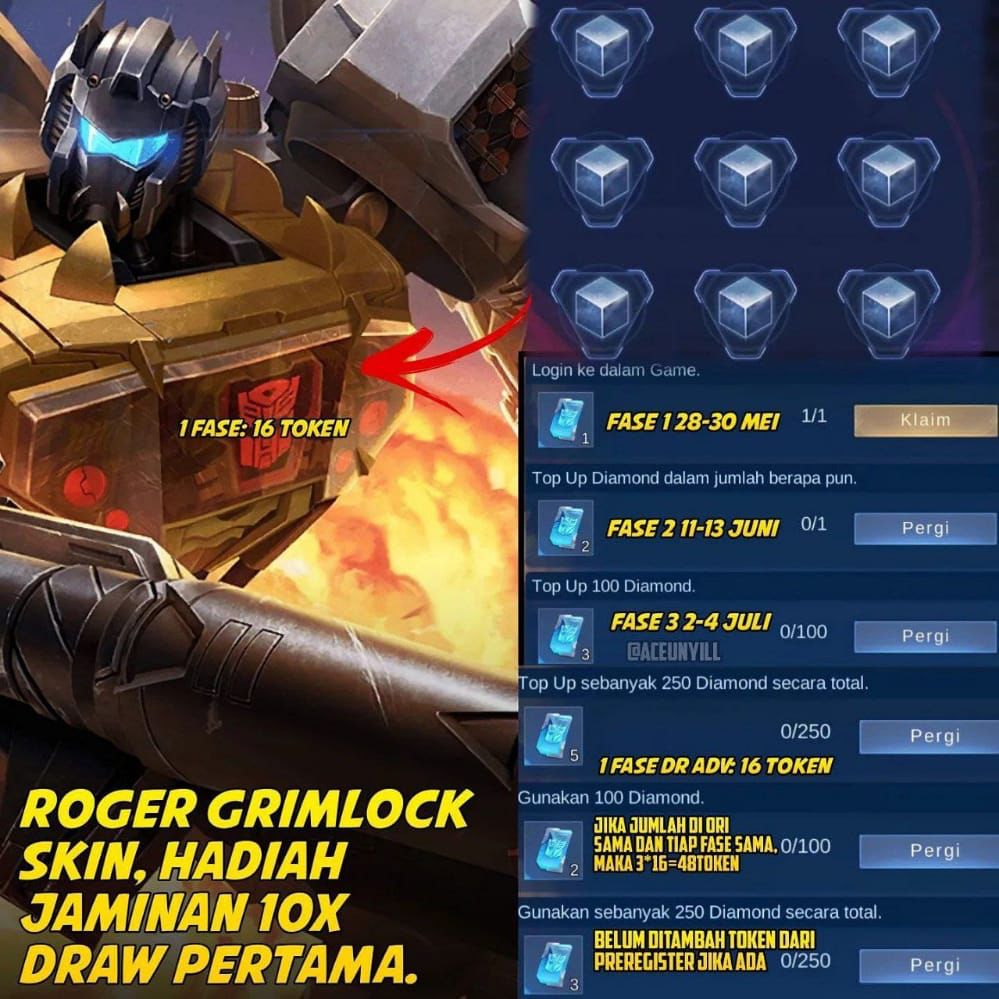 1 FASE: 16 TOKEN
ROGER GRIMLOCK
SKIN, HADIAH
JAMINAN 10X
DRAW PERTAMA.
Login ke dalam Game.
1
FASE 1 28-30 MEI
1/1
Klaim
Top Up Diamond dalam jumlah berapa pun.
2
FASE 2 11-13 JUNI
0/1
Pergi
Top Up 100 Diamond.
3
FASE 3 2-4 JULI
0/100
Pergi
@ACEUNYILL
Top Up sebanyak 250 Diamond secara total.
5
0/250
Pergi
1 FASE DR ADV: 16 TOKEN
Gunakan 100 Diamond.
2
JIKA JUMLAH DI ORI
SAMA DAN TIAP FASE SAMA,
MAKA 3*16=48TOKEN
0/100
Pergi
Gunakan sebanyak 250 Diamond secara total.
3
BELUM DITAMBAH TOKEN DARI
PREREGISTER JIKA ADA
0/250
Pergi